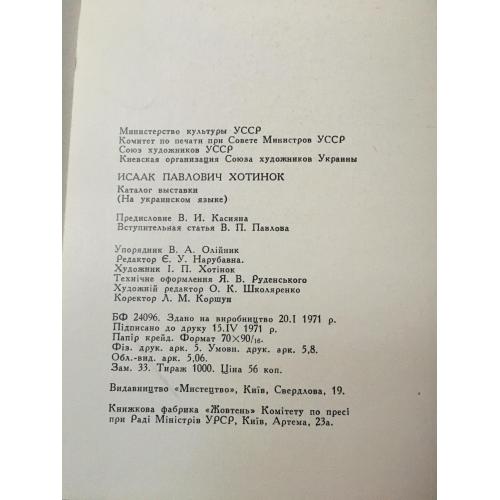 Министерство культуры УССР
Комитет по печати при Совете Министров УССР
Союз художников УССР
Киевская организация Союза художников Украины
ИСААК ПАВЛОВИЧ ХОТИНОК
Каталог выставки
(На украинском языке)
Предисловие В. И. Касияна
Вступительная статья В. П. Павлова
Упорядник В. А. Олійник
Редактор Є. У. Нарубавна.
Художник І. П. Хотінок
Технічне оформлення Я. В. Руденського
Художній редактор О. К. Школяренко
Коректор Л. М. Коршун
БФ 24096. Здано на виробництво 20.I 1971 р.
Підписано до друку 15.IV 1971 р.
Папір крейд. Формат 70×90/16.
Фіз. друк. арк. 5. Умовн. друк. арк. 5,8.
Обл.-вид. арк. 5,06.
Зам. 33. Тираж 1000. Ціна 56 коп.
Видавництво «Мистецтво», Київ, Свердлова, 19.
Книжкова фабрика «Жовтень» Комітету по пресі
при Раді Міністрів УРСР, Київ, Артема, 23а.